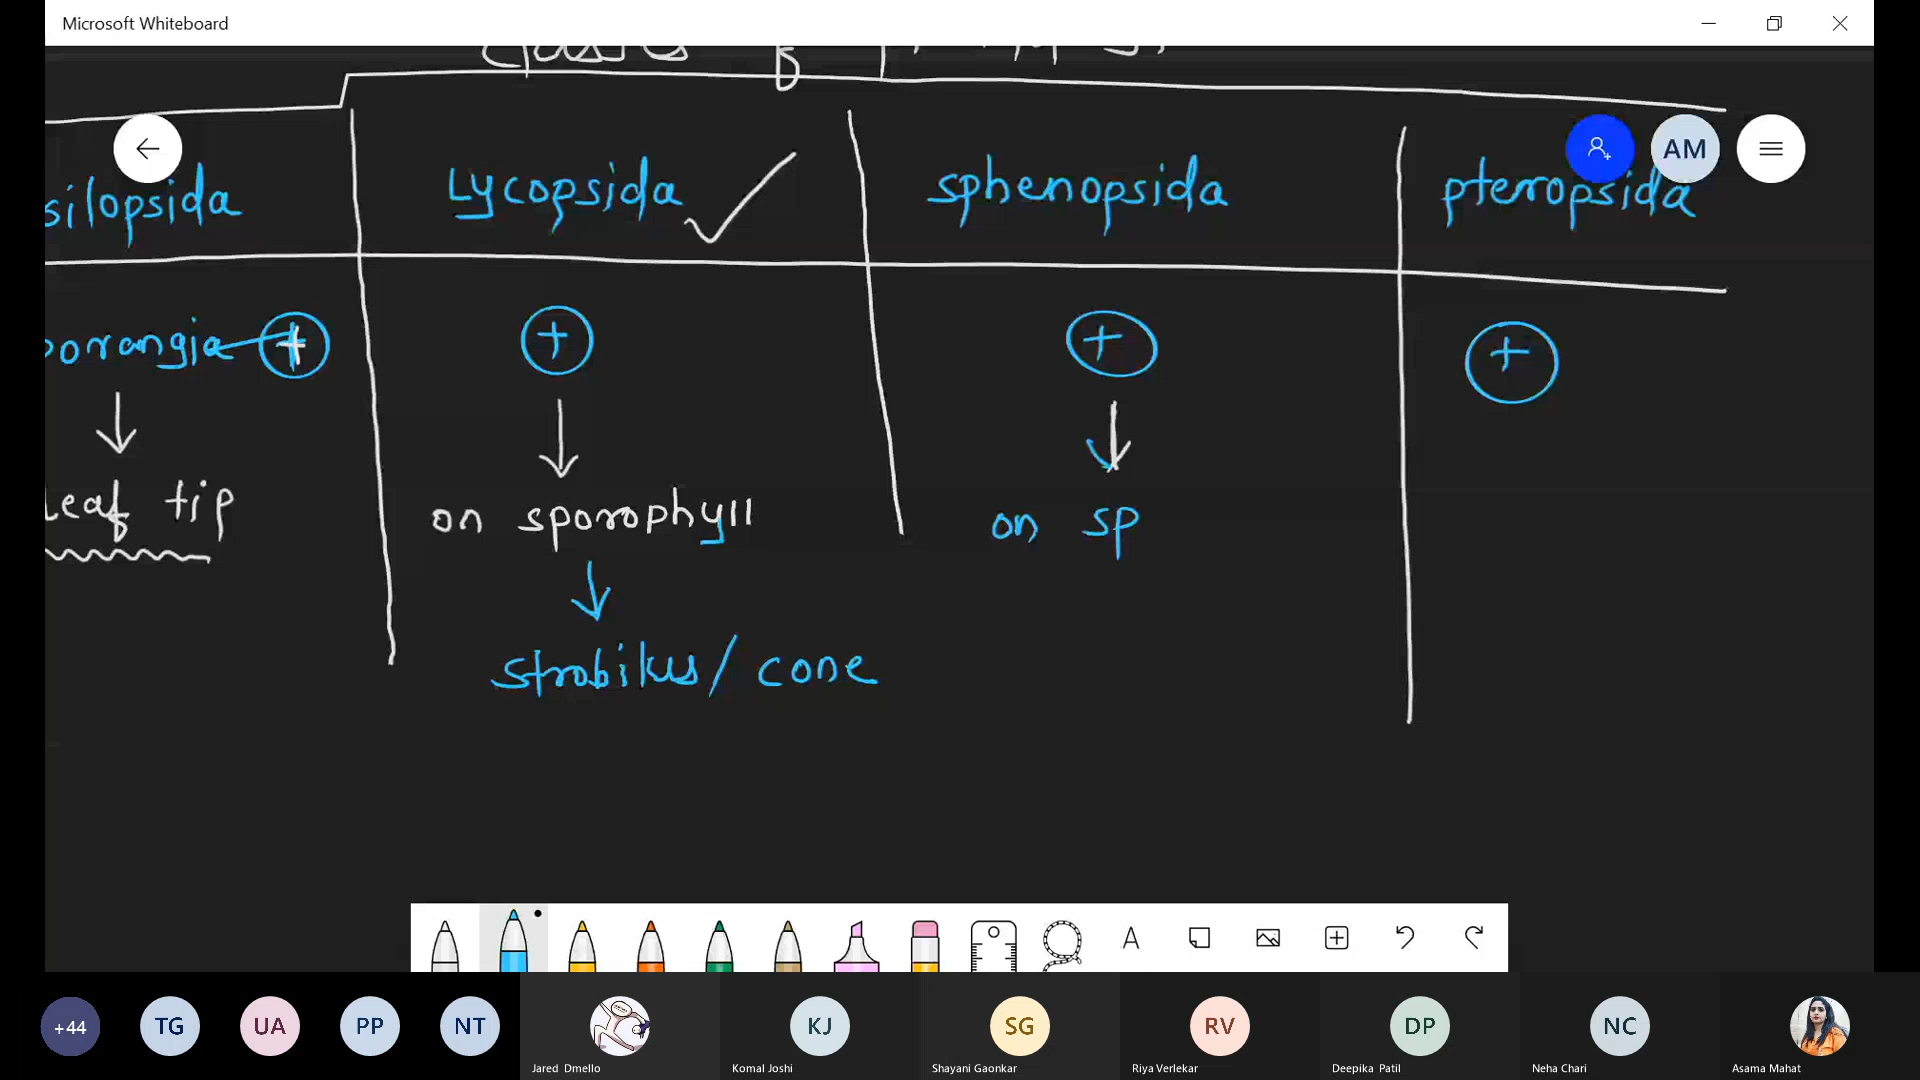 Microsoft Whiteboard
silopsida
Lycopsida
sphenopsida
pteropsida
AM
porangia
+
+
+
+
leaf tip
on sporophyll
on sp
strobilus/cone
A
+44
TG
UA
PP
NT
KJ
SG
RV
DP
NC
Jared Dmello
Komal Joshi
Shayani Gaonkar
Riya Verlekar
Deepika Patil
Neha Chari
Asama Mahat